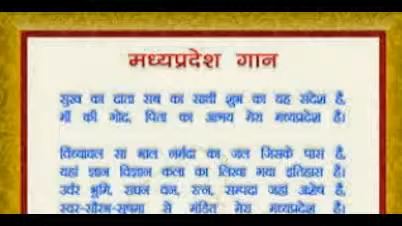 मध्यप्रदेश गान
सुख का दाता सब का साथी शुभ का यह संदेश है,
माँ की गोद, पिता का आश्रय मेरा मध्यप्रदेश है।
विंध्याचल सा भाल नर्मदा का जल जिसके पास है,
यहां ज्ञान विज्ञान कला का लिखा गया इतिहास है।
उर्वर भूमि, सघन वन, रत्न, सम्पदा जहां अशेष है,
स्वर-सौरभ-सुषमा से मंडित मेरा मध्यप्रदेश है।